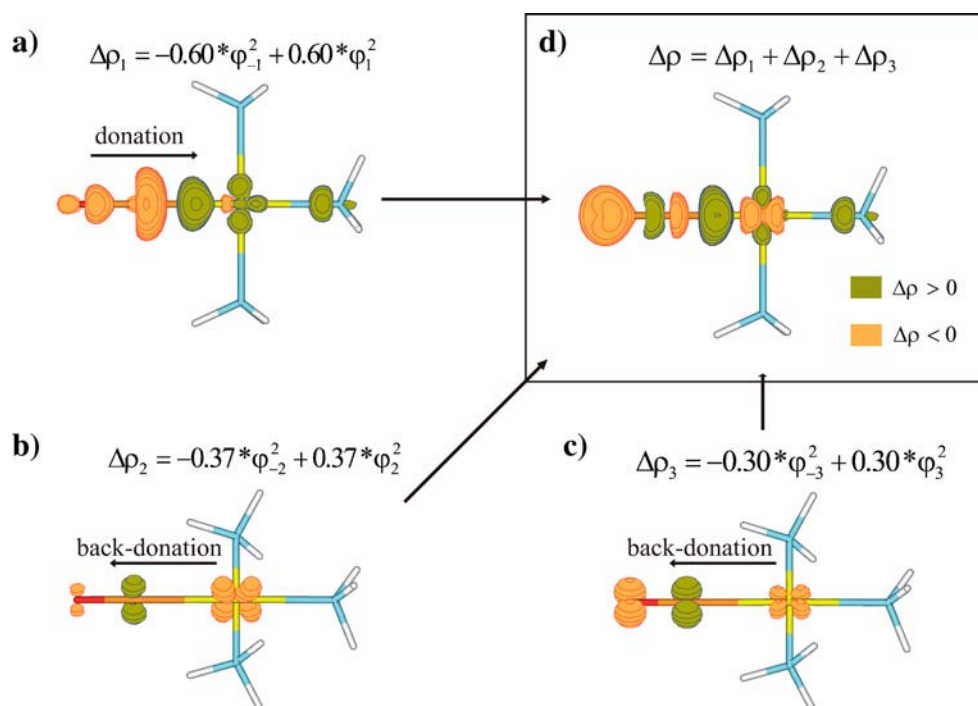 a)
Δρ₁ = −0.60*φ²₋₁ + 0.60*φ²₁
donation
d)
Δρ = Δρ₁ + Δρ₂ + Δρ₃
Δρ > 0
Δρ < 0
b)
Δρ₂ = −0.37*φ²₋₂ + 0.37*φ²₂
back-donation
c)
Δρ₃ = −0.30*φ²₋₃ + 0.30*φ²₃
back-donation